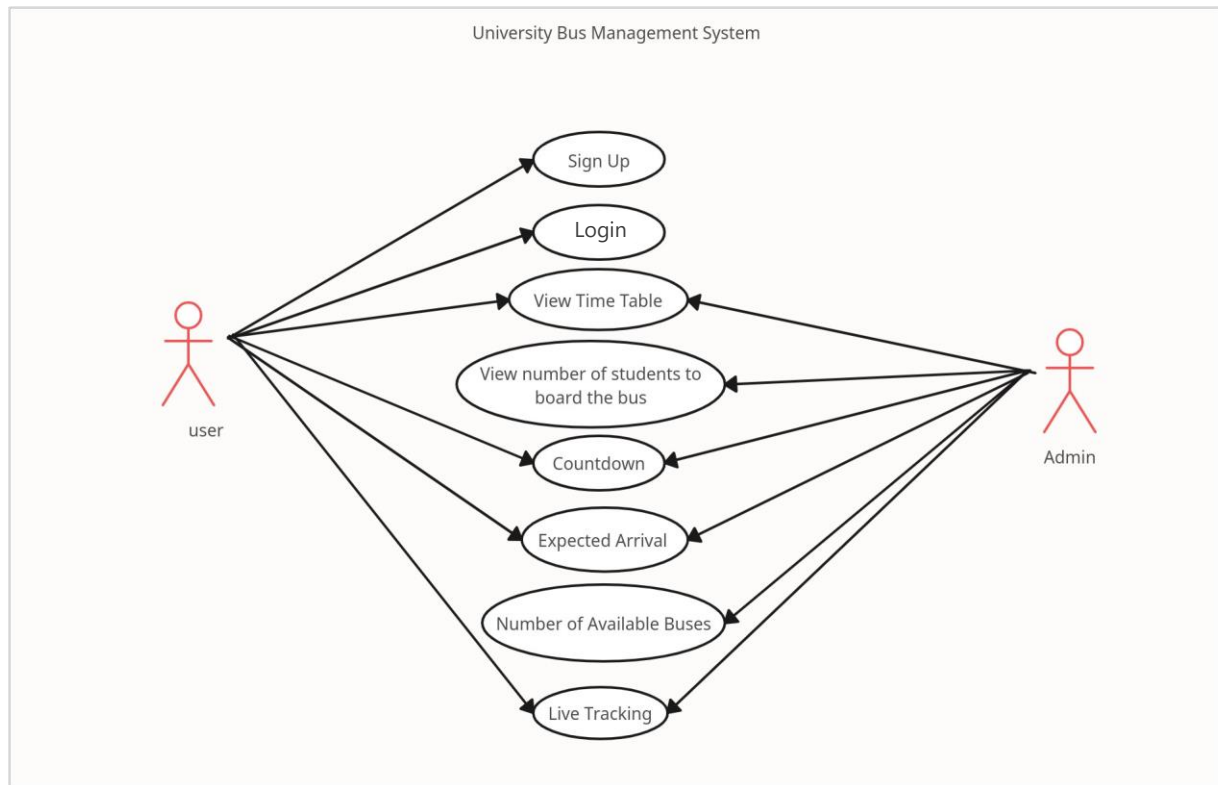 University Bus Management System
Sign Up
Login
View Time Table
View number of students to
board the bus
user
Countdown
Admin
Expected Arrival
Number of Available Buses
Live Tracking